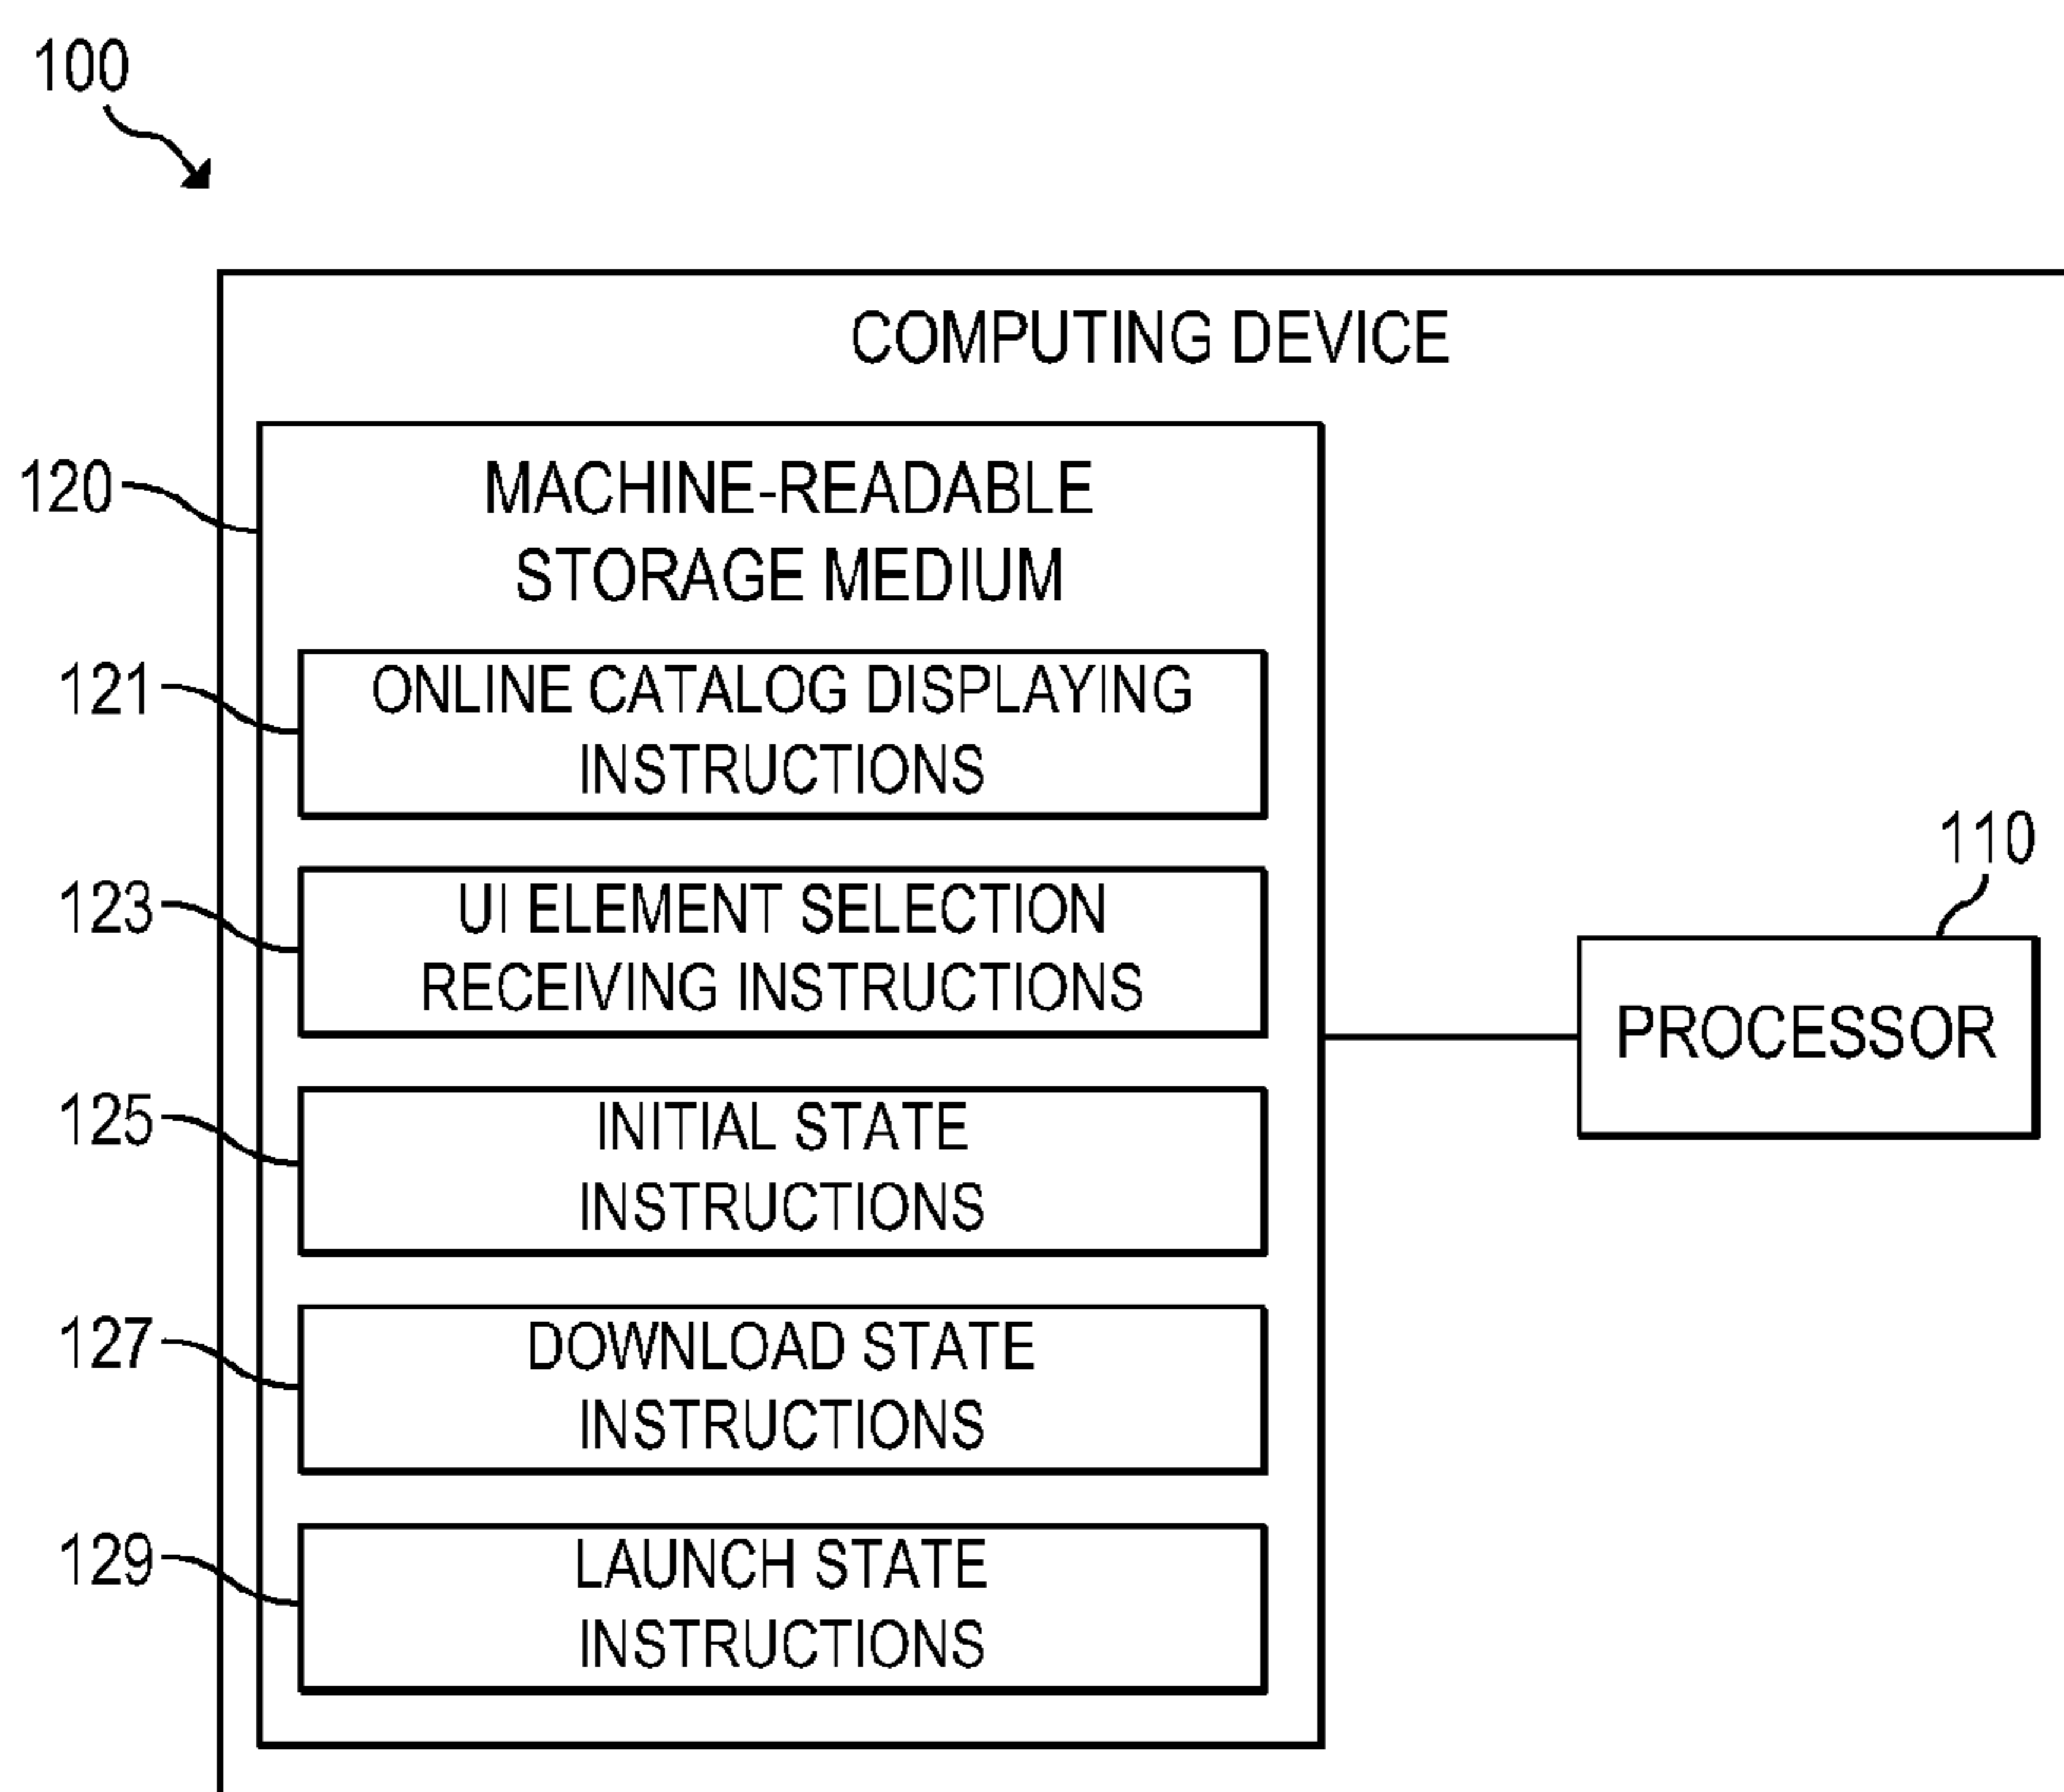 100
COMPUTING DEVICE
120
MACHINE-READABLE
STORAGE MEDIUM
121
ONLINE CATALOG DISPLAYING
INSTRUCTIONS
123
UI ELEMENT SELECTION
RECEIVING INSTRUCTIONS
110
PROCESSOR
125
INITIAL STATE
INSTRUCTIONS
127
DOWNLOAD STATE
INSTRUCTIONS
129
LAUNCH STATE
INSTRUCTIONS